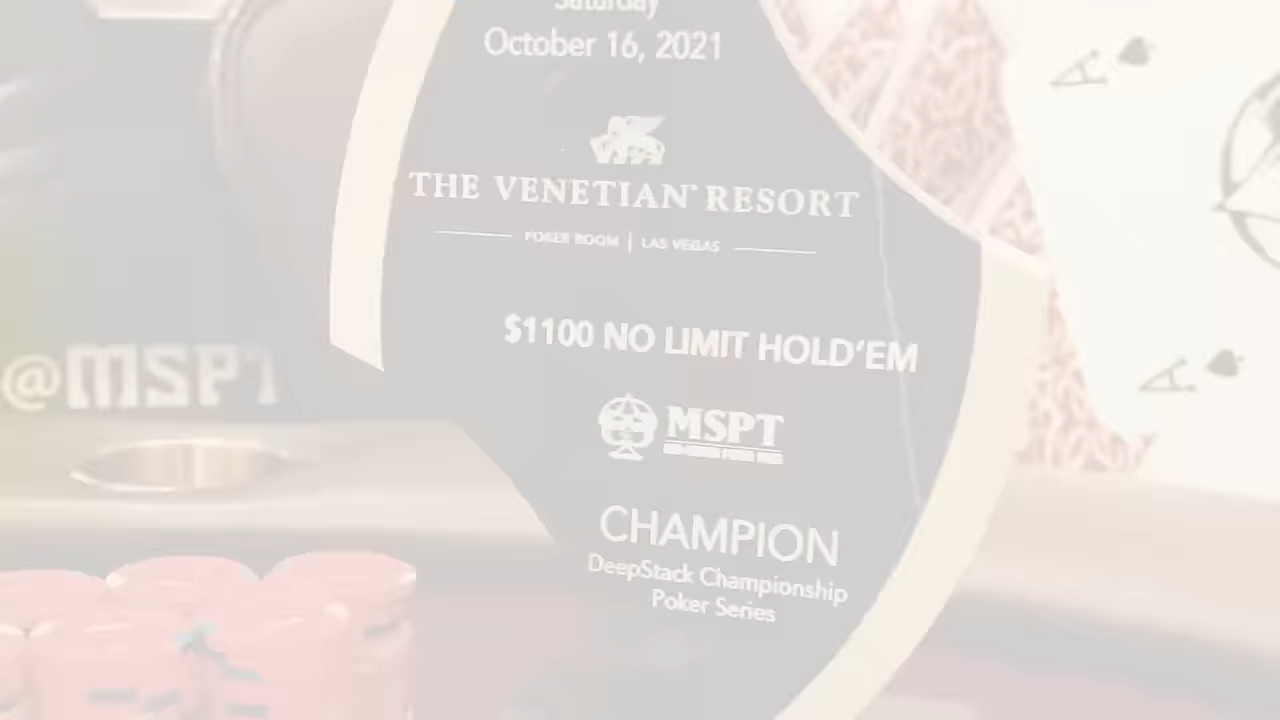 Saturday
October 16, 2021
THE VENETIAN RESORT
POKER ROOM | LAS VEGAS
$1100 NO LIMIT HOLD'EM
@MSPT
MSPT
CHAMPION
DeepStack Championship
Poker Series
A
A